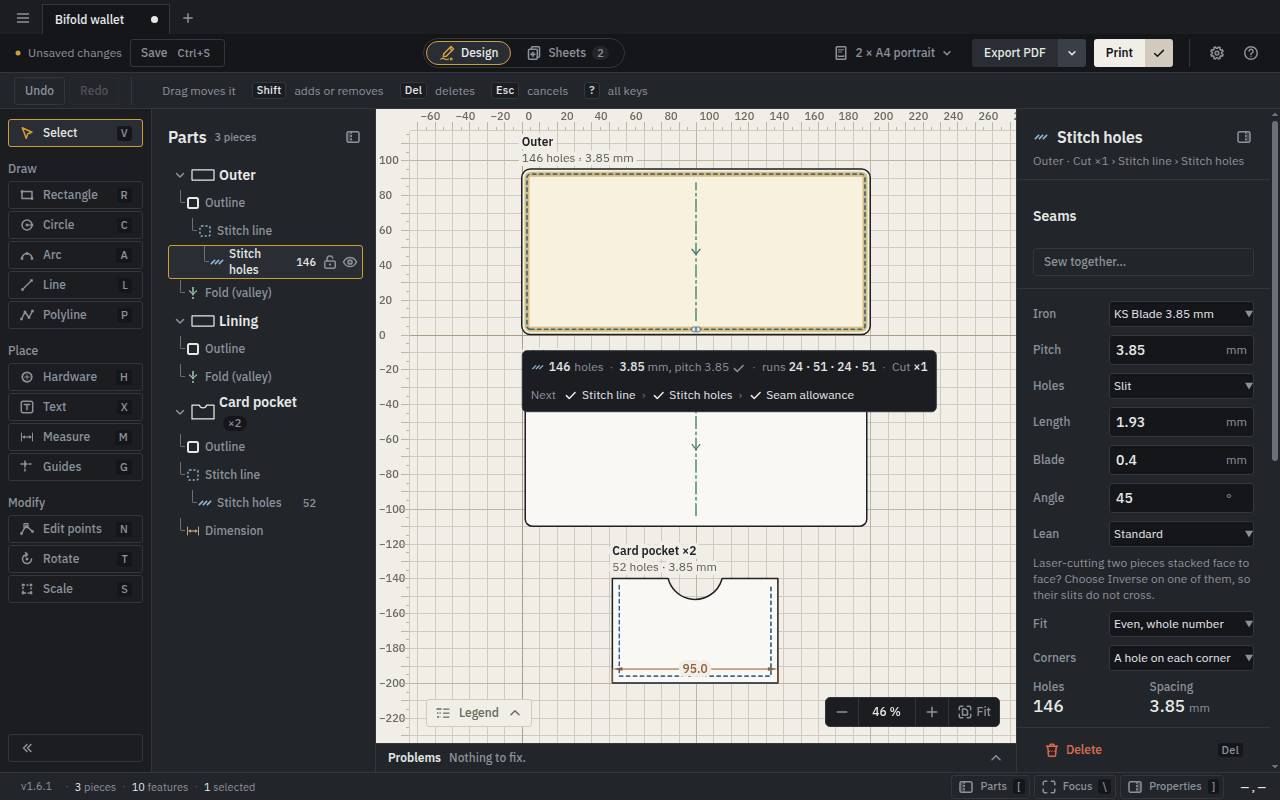 Bifold wallet
Unsaved changes
Save Ctrl+S
Design
Sheets 2
2 × A4 portrait
Export PDF
Print
Undo
Redo
Drag moves it
Shift adds or removes
Del deletes
Esc cancels
? all keys
Select V
Draw
Rectangle R
Circle C
Arc A
Line L
Polyline P
Place
Hardware H
Text X
Measure M
Guides G
Modify
Edit points N
Rotate T
Scale S
Parts 3 pieces
Outer
Outline
Stitch line
Stitch
holes 146
Fold (valley)
Lining
Outline
Fold (valley)
Card pocket
×2
Outline
Stitch line
Stitch holes 52
Dimension
−60 −40 −20 0 20 40 60 80 100 120 140 160 180 200 220 240 260
100
80
60
40
20
0
−20
−40
−60
−80
−100
−120
−140
−160
−180
−200
−220
Outer
146 holes · 3.85 mm
146 holes · 3.85 mm, pitch 3.85 · runs 24 · 51 · 24 · 51 · Cut ×1
Next Stitch line › Stitch holes › Seam allowance
Card pocket ×2
52 holes · 3.85 mm
95.0
Legend
46 %
Fit
Problems Nothing to fix.
Stitch holes
Outer · Cut ×1 › Stitch line › Stitch holes
Seams
Sew together...
Iron KS Blade 3.85 mm
Pitch 3.85 mm
Holes Slit
Length 1.93 mm
Blade 0.4 mm
Angle 45 °
Lean Standard
Laser-cutting two pieces stacked face to
face? Choose Inverse on one of them, so
their slits do not cross.
Fit Even, whole number
Corners A hole on each corner
Holes Spacing
146 3.85 mm
Delete Del
v1.6.1 · 3 pieces · 10 features · 1 selected
Parts [
Focus \
Properties ]
–,–